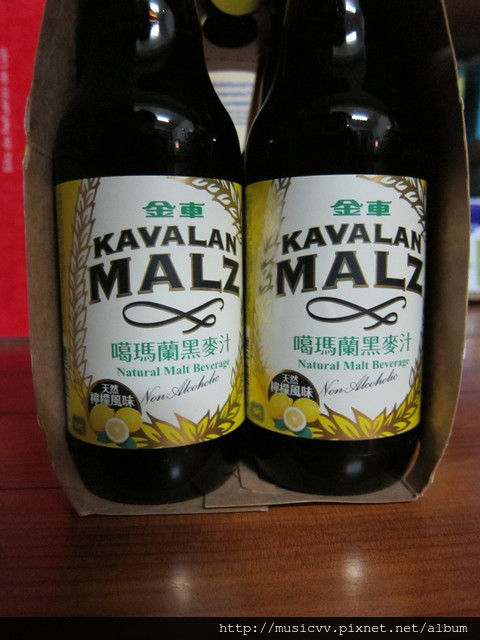 金車
KAVALAN
MALZ
噶瑪蘭黑麥汁
Natural Malt Beverage
Non Alcoholic
天然
檸檬風味
金車
KAVALAN
MALZ
噶瑪蘭黑麥汁
Natural Malt Beverage
Non Alcoholic
天然
檸檬風味
http://musicvv.pixnet.net/album